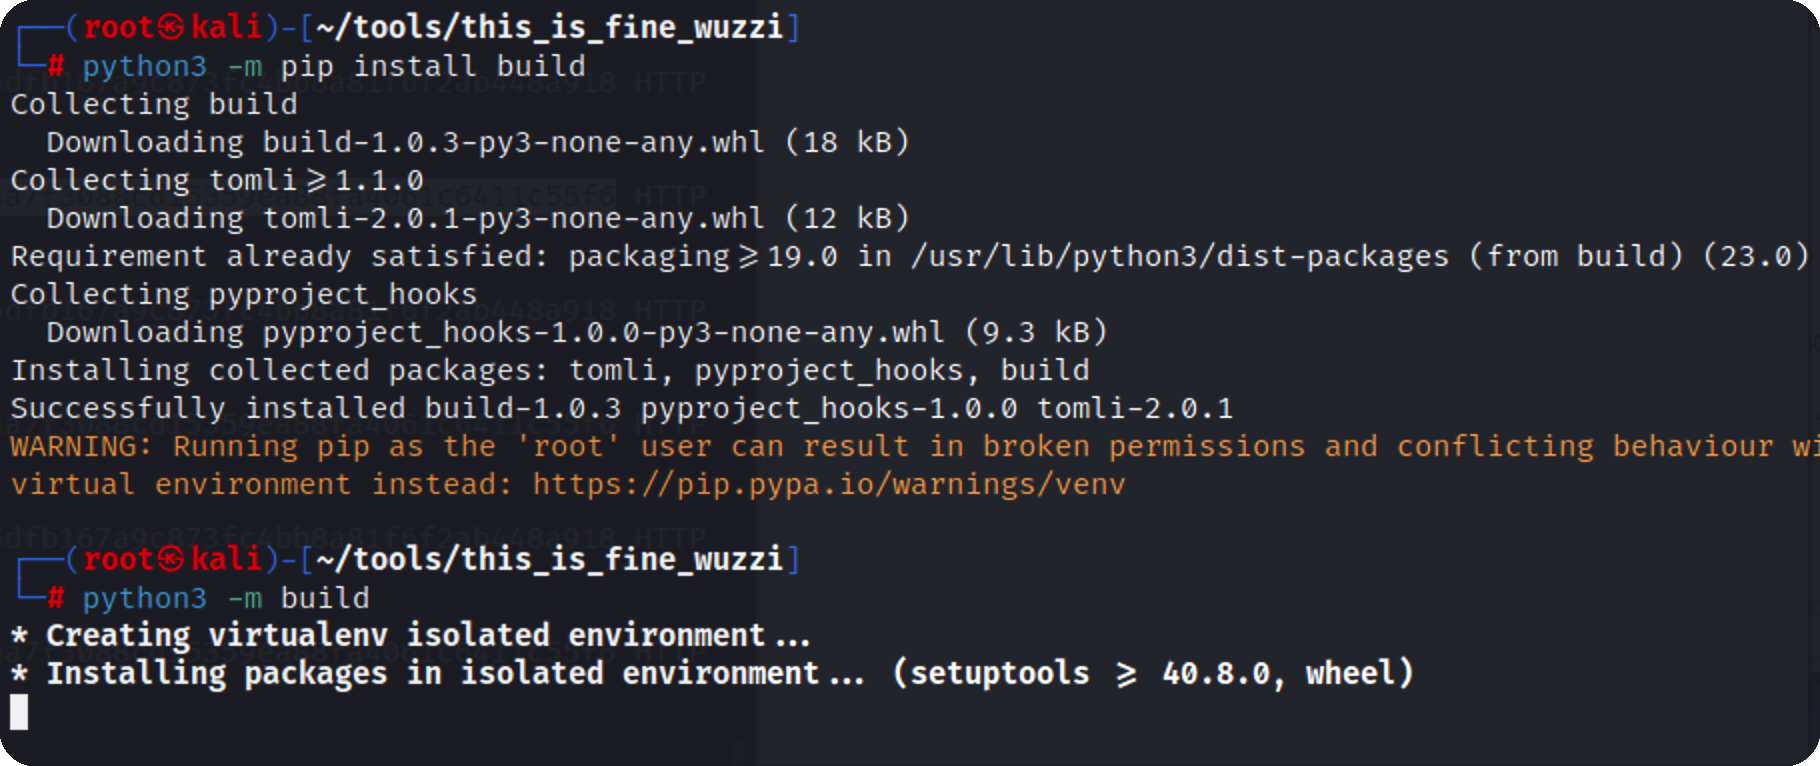 ┌──(root㉿kali)-[~/tools/this_is_fine_wuzzi]
└─# python3 -m pip install build
Collecting build
  Downloading build-1.0.3-py3-none-any.whl (18 kB)
Collecting tomli>=1.1.0
  Downloading tomli-2.0.1-py3-none-any.whl (12 kB)
Requirement already satisfied: packaging>=19.0 in /usr/lib/python3/dist-packages (from build) (23.0)
Collecting pyproject_hooks
  Downloading pyproject_hooks-1.0.0-py3-none-any.whl (9.3 kB)
Installing collected packages: tomli, pyproject_hooks, build
Successfully installed build-1.0.3 pyproject_hooks-1.0.0 tomli-2.0.1
WARNING: Running pip as the 'root' user can result in broken permissions and conflicting behaviour wi
virtual environment instead: https://pip.pypa.io/warnings/venv
┌──(root㉿kali)-[~/tools/this_is_fine_wuzzi]
└─# python3 -m build
* Creating virtualenv isolated environment...
* Installing packages in isolated environment... (setuptools >= 40.8.0, wheel)